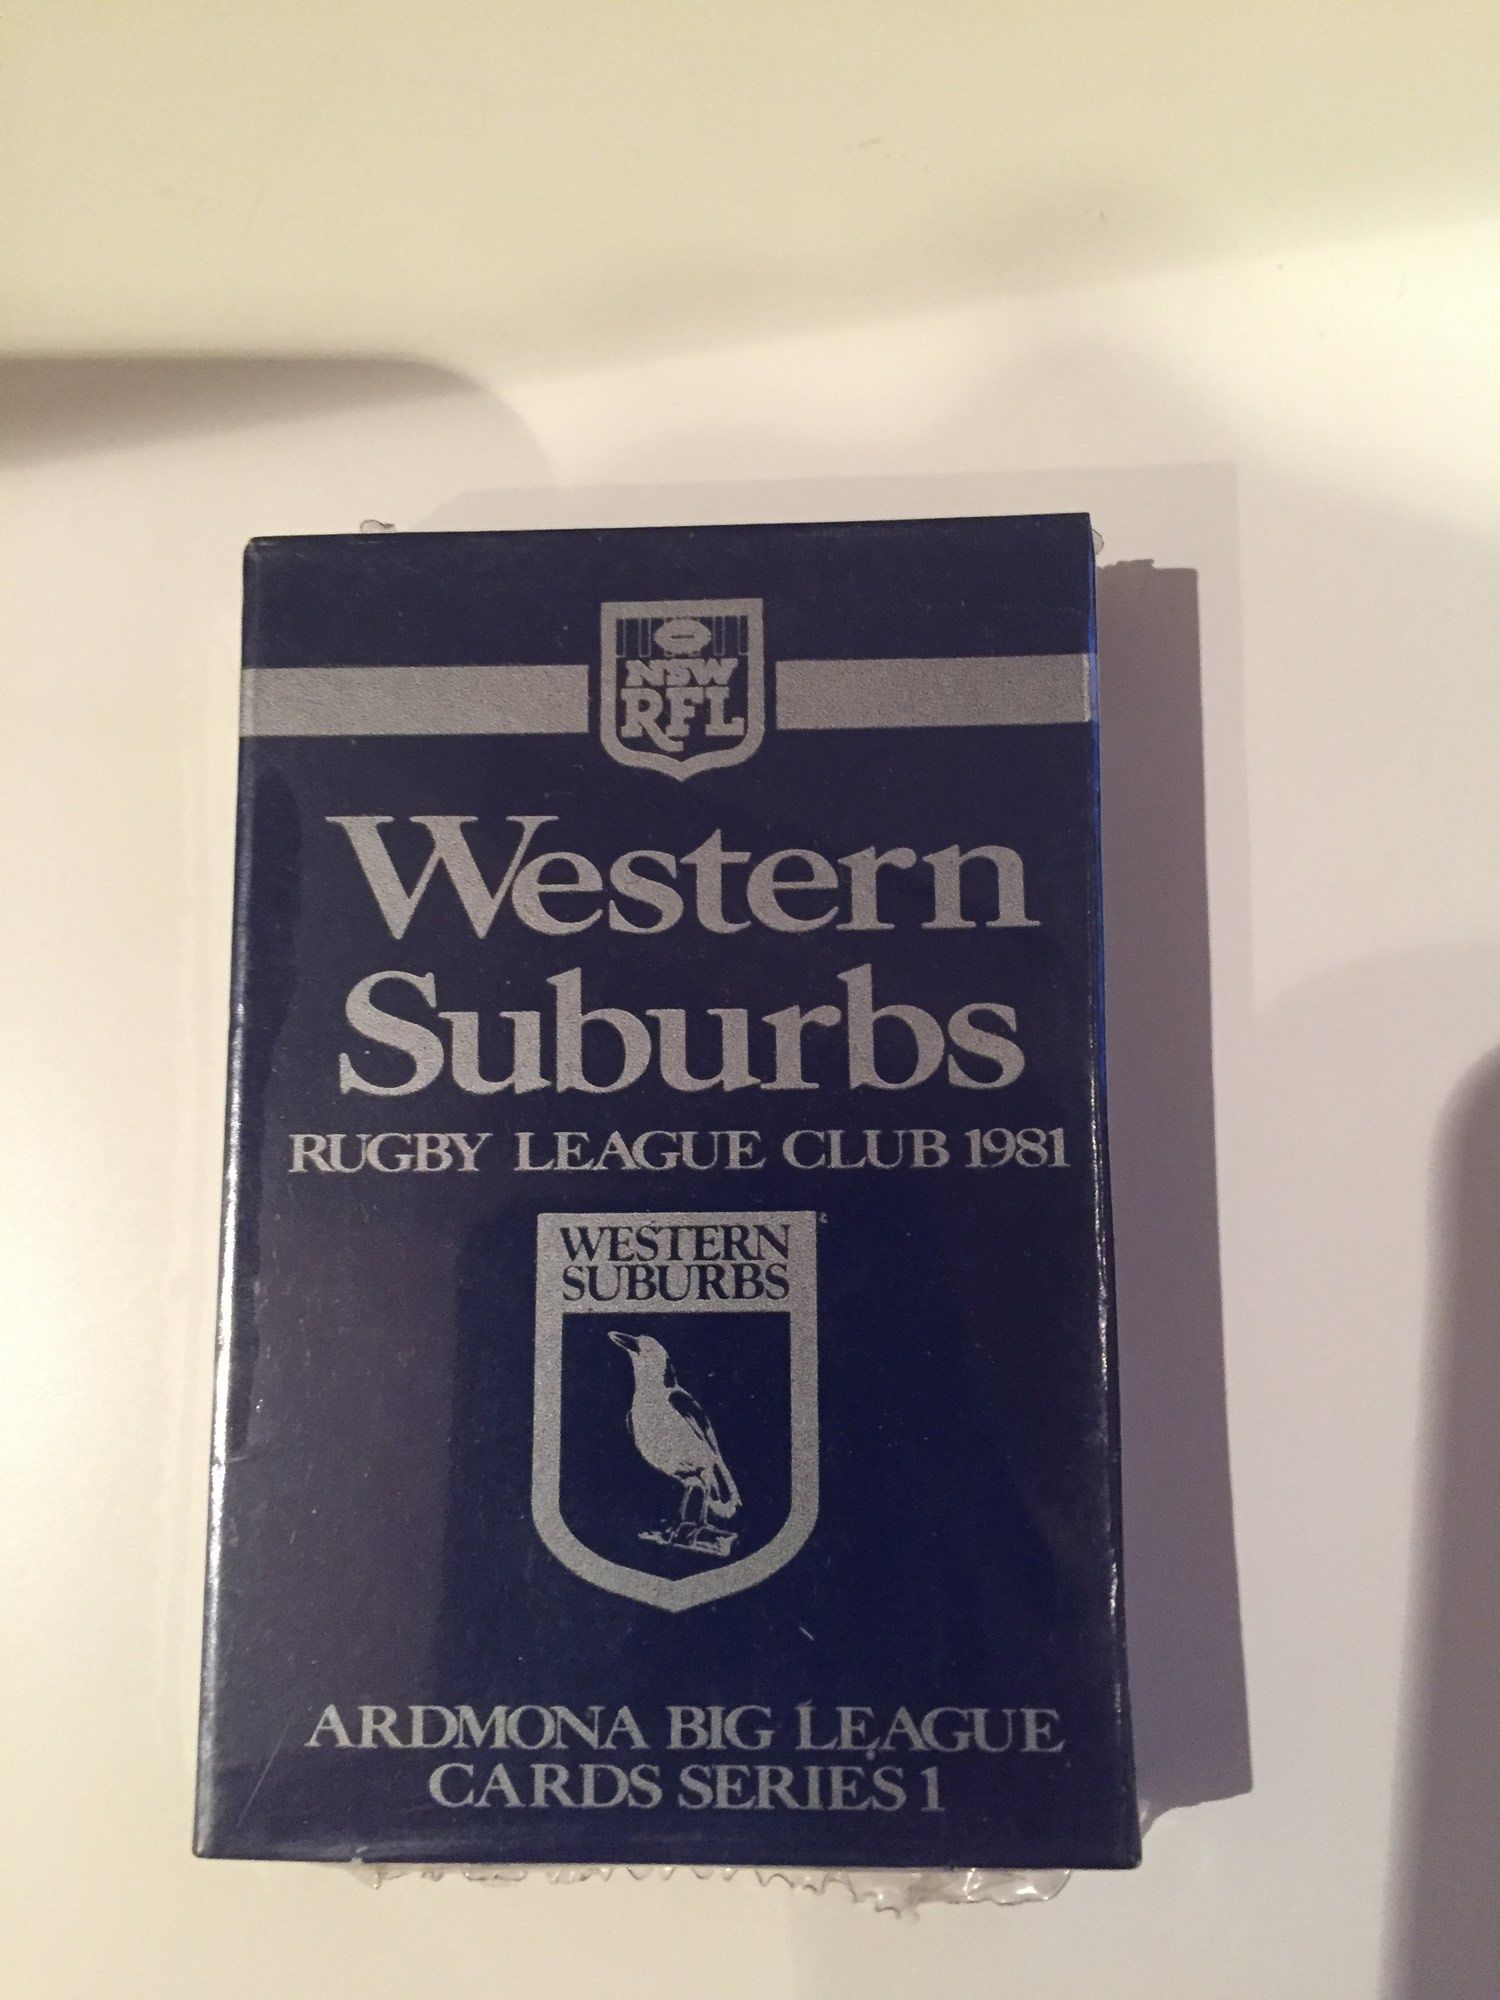 NSW
RFL
Western
Suburbs
RUGBY LEAGUE CLUB 1981
WESTERN
SUBURBS
ARDMONA BIG LEAGUE
CARDS SERIES 1